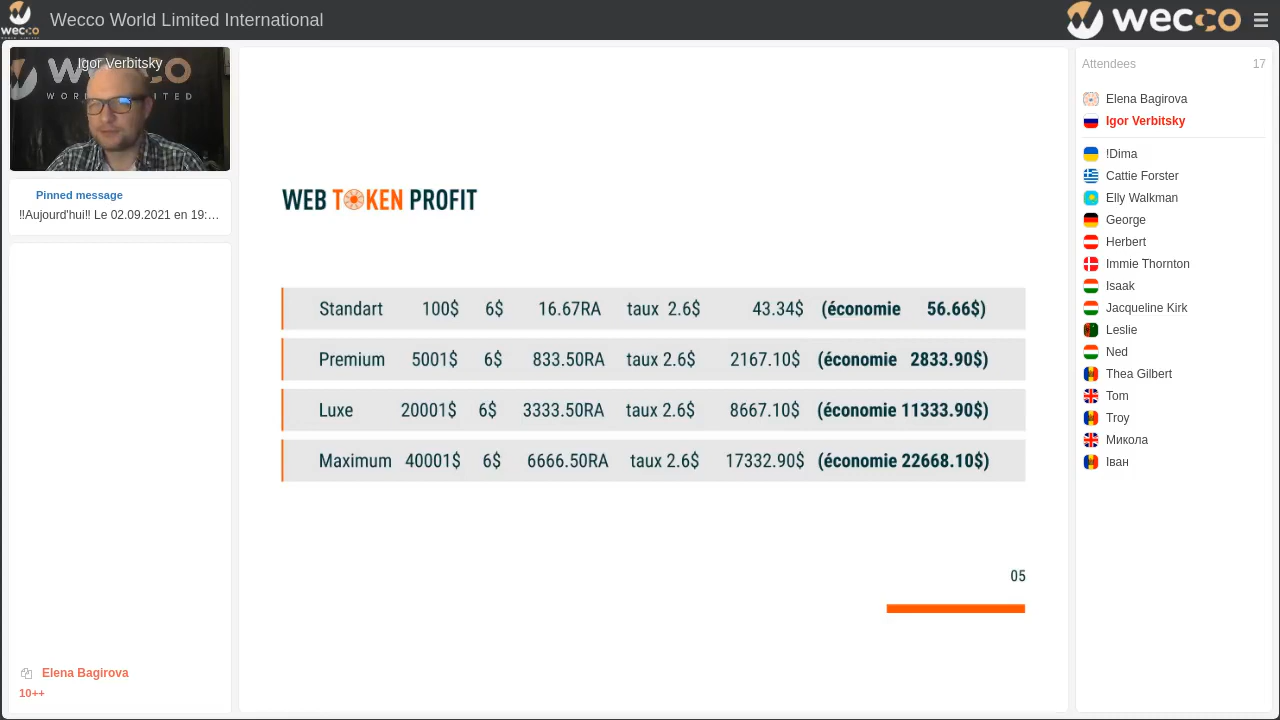 wecco
Wecco World Limited International
wecco
Igor Verbitsky
Pinned message
!!Aujourd'hui!! Le 02.09.2021 en 19:…
Elena Bagirova
10++
WEB TOKEN PROFIT
Standart 100$ 6$ 16.67RA taux 2.6$ 43.34$ (économie 56.66$)
Premium 5001$ 6$ 833.50RA taux 2.6$ 2167.10$ (économie 2833.90$)
Luxe 20001$ 6$ 3333.50RA taux 2.6$ 8667.10$ (économie 11333.90$)
Maximum 40001$ 6$ 6666.50RA taux 2.6$ 17332.90$ (économie 22668.10$)
05
Attendees 17
Elena Bagirova
Igor Verbitsky
!Dima
Cattie Forster
Elly Walkman
George
Herbert
Immie Thornton
Isaak
Jacqueline Kirk
Leslie
Ned
Thea Gilbert
Tom
Troy
Микола
Іван